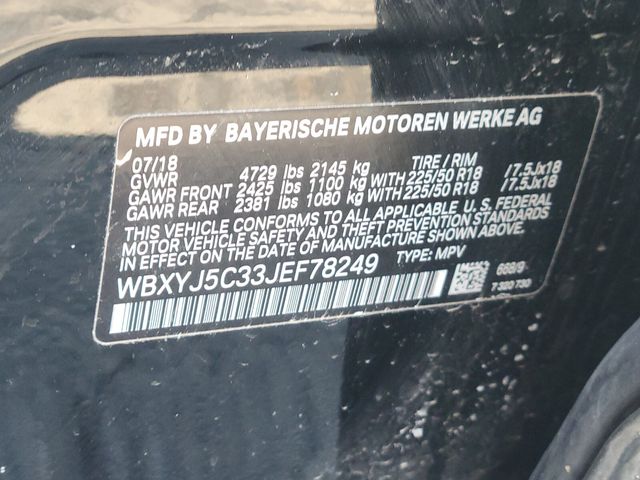 MFD BY BAYERISCHE MOTOREN WERKE AG
07/18 TIRE / RIM
GVWR 4729 lbs 2145 kg
GAWR FRONT 2425 lbs 1100 kg WITH 225/50 R18 /7.5Jx18
GAWR REAR 2381 lbs 1080 kg WITH 225/50 R18 /7.5Jx18
THIS VEHICLE CONFORMS TO ALL APPLICABLE U.S. FEDERAL
MOTOR VEHICLE SAFETY AND THEFT PREVENTION STANDARDS
IN EFFECT ON THE DATE OF MANUFACTURE SHOWN ABOVE.
WBXYJ5C33JEF78249 TYPE: MPV
7 320 730